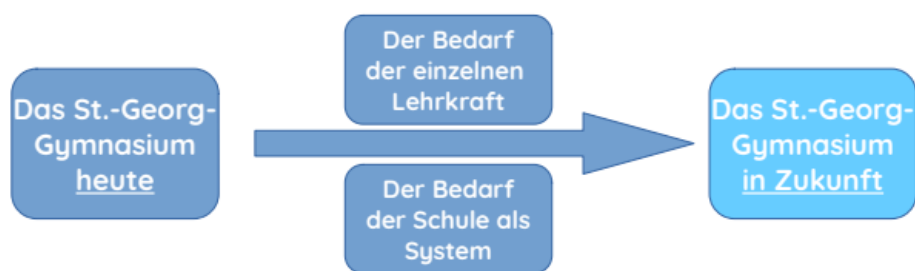 Das St.-Georg-
Gymnasium
heute
Der Bedarf
der einzelnen
Lehrkraft
Der Bedarf
der Schule als
System
Das St.-Georg-
Gymnasium
in Zukunft